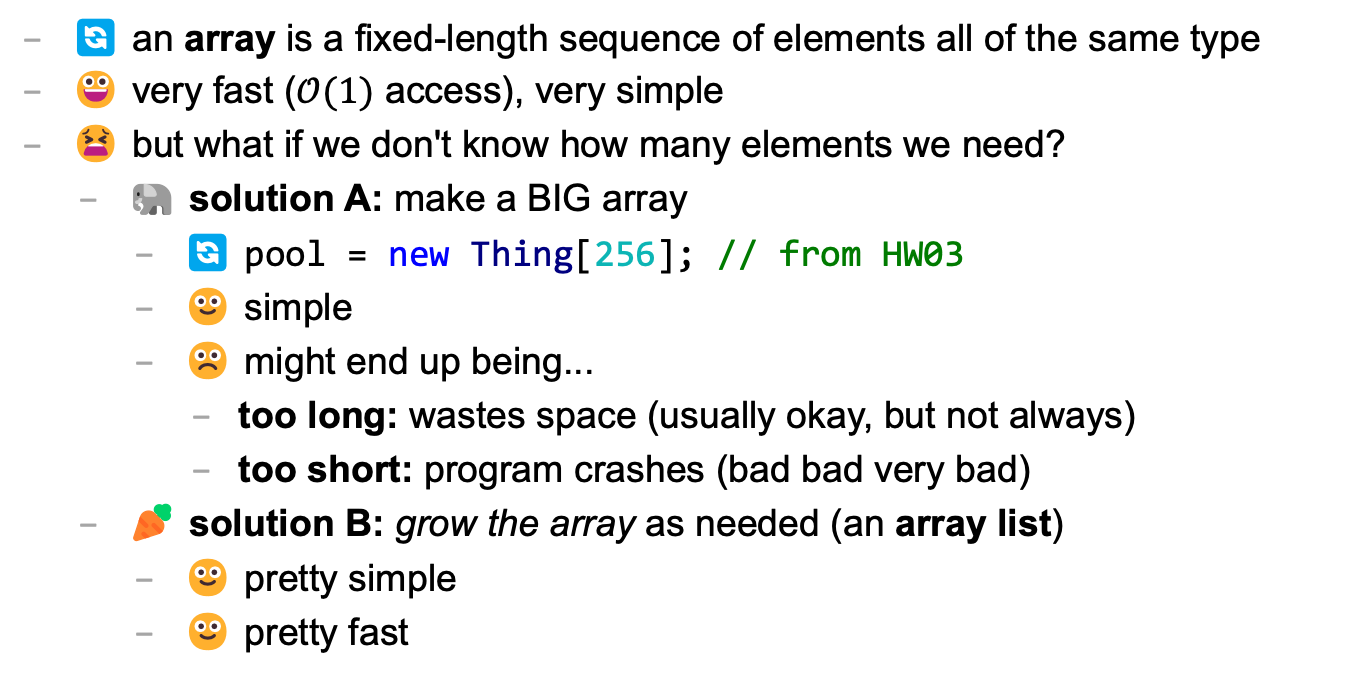 – 🔄 an array is a fixed-length sequence of elements all of the same type
– 😀 very fast (𝒪(1) access), very simple
– 😫 but what if we don't know how many elements we need?
– 🐘 solution A: make a BIG array
– 🔄 pool = new Thing[256]; // from HW03
– 🙂 simple
– 🙁 might end up being...
– too long: wastes space (usually okay, but not always)
– too short: program crashes (bad bad very bad)
– 🥕 solution B: grow the array as needed (an array list)
– 🙂 pretty simple
– 🙂 pretty fast